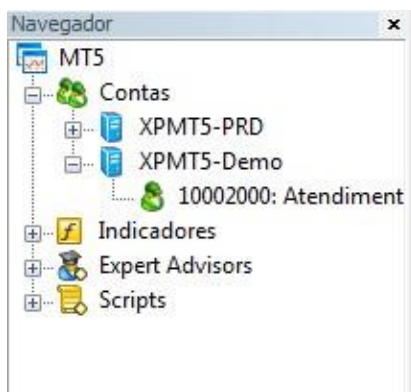 Navegador
MT5
Contas
XPMT5-PRD
XPMT5-Demo
10002000: Atendiment
Indicadores
Expert Advisors
Scripts